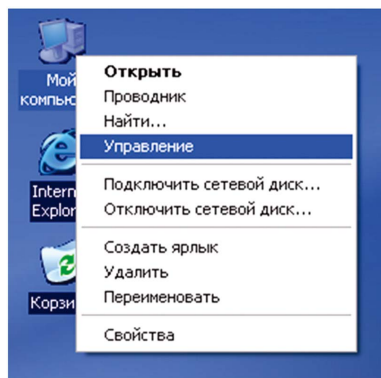 Мой
Открыть
Проводник
Найти...
Управление
Подключить сетевой диск...
Отключить сетевой диск...
Создать ярлык
Удалить
Переименовать
Свойства